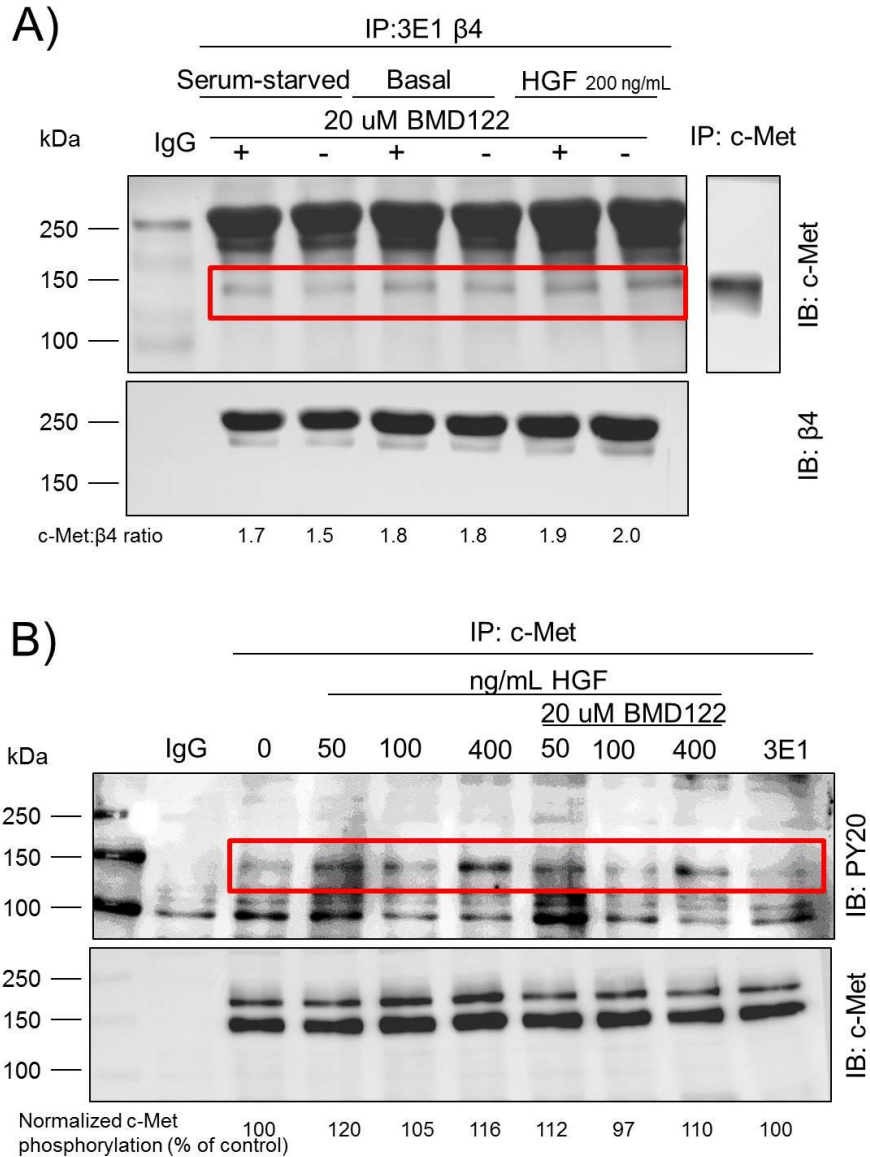 A)
IP:3E1 β4
Serum-starved Basal HGF 200 ng/mL
20 uM BMD122
kDa IgG + - + - + - IP: c-Met
250
150
100
IB: c-Met
250
150
IB: β4
c-Met:β4 ratio 1.7 1.5 1.8 1.8 1.9 2.0
B)
IP: c-Met
ng/mL HGF
20 uM BMD122
kDa IgG 0 50 100 400 50 100 400 3E1
250
150
100
IB: PY20
250
150
100
IB: c-Met
Normalized c-Met
phosphorylation (% of control) 100 120 105 116 112 97 110 100